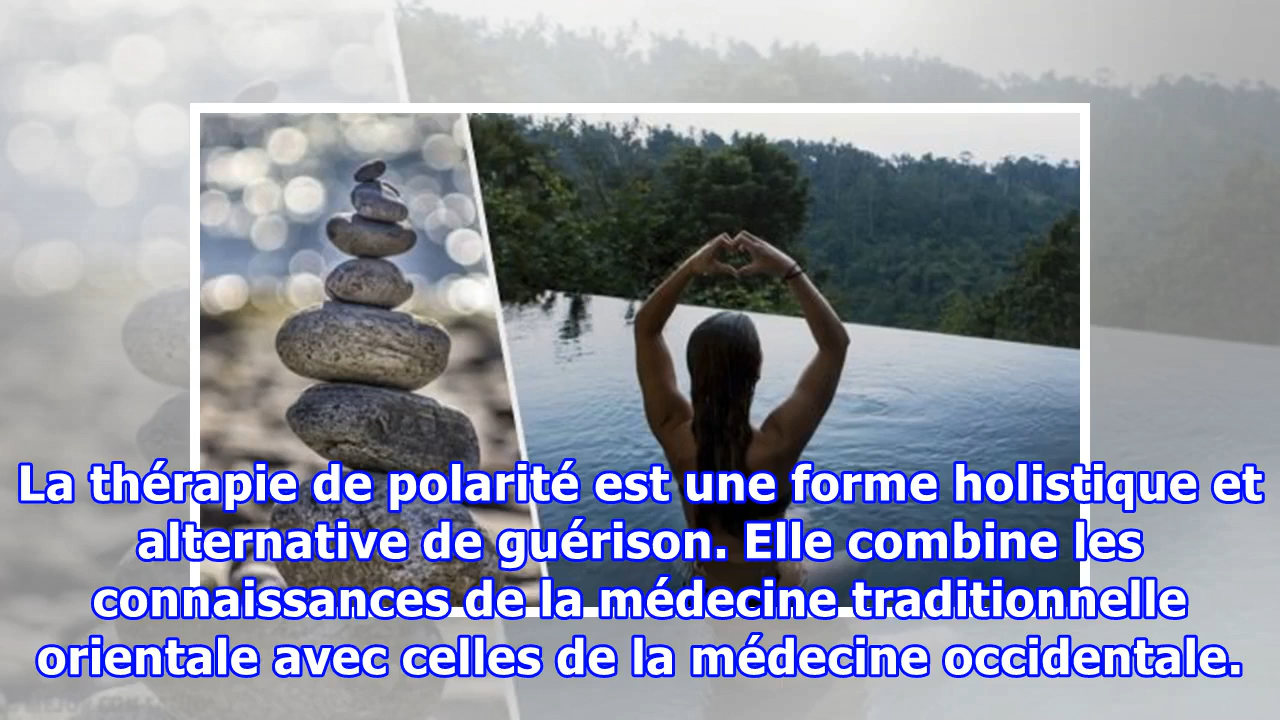 La thérapie de polarité est une forme holistique et
alternative de guérison. Elle combine les
connaissances de la médecine traditionnelle
orientale avec celles de la médecine occidentale.